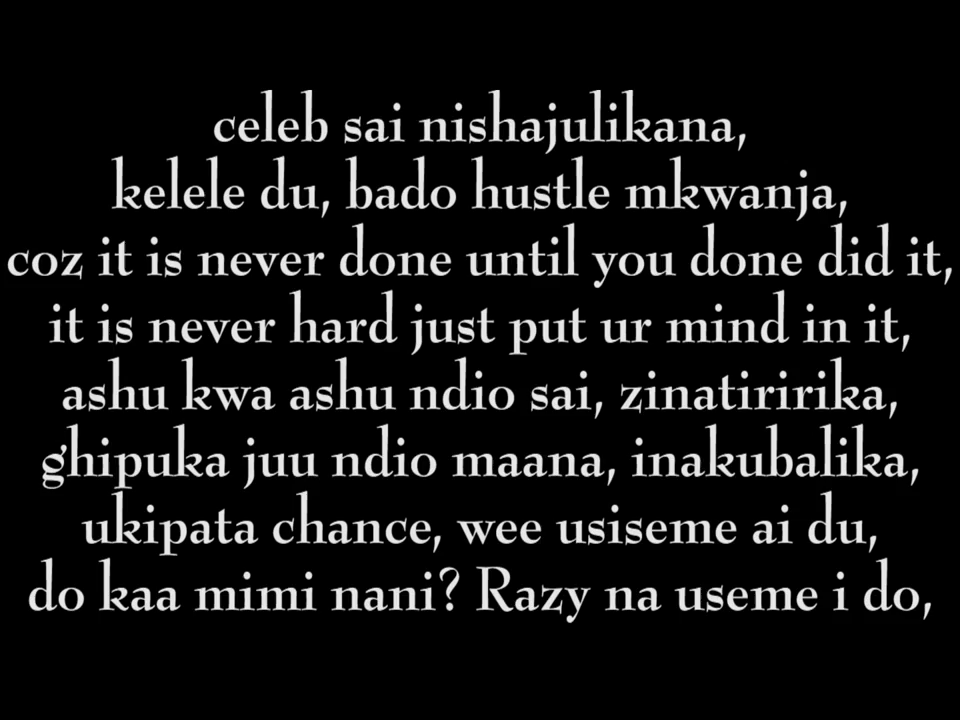 celeb sai nishajulikana,
kelele du, bado hustle mkwanja,
coz it is never done until you done did it,
it is never hard just put ur mind in it,
ashu kwa ashu ndio sai, zinatiririka,
ghipuka juu ndio maana, inakubalika,
ukipata chance, wee usiseme ai du,
do kaa mimi nani? Razy na useme i do,